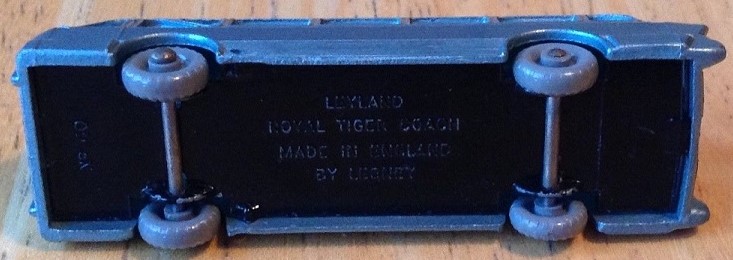 LEYLAND
ROYAL TIGER COACH
MADE IN ENGLAND
BY LESNEY